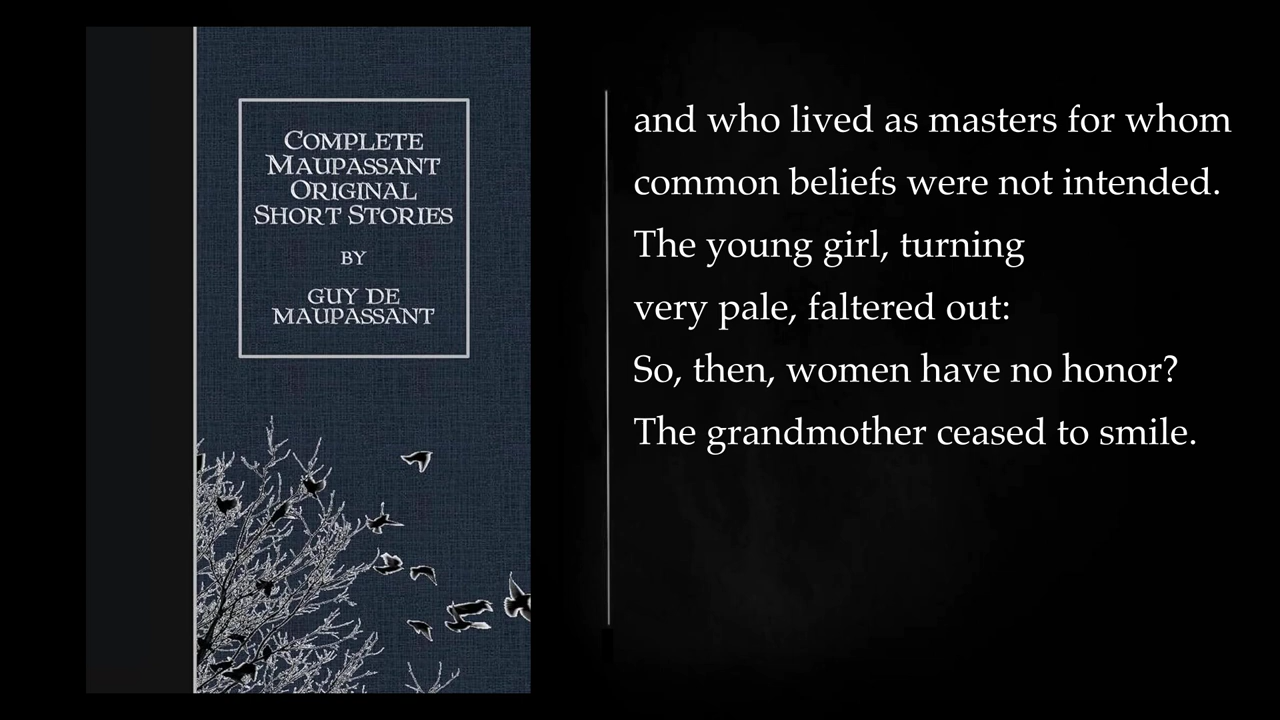 COMPLETE
MAUPASSANT
ORIGINAL
SHORT STORIES
BY
GUY DE
MAUPASSANT
and who lived as masters for whom
common beliefs were not intended.
The young girl, turning
very pale, faltered out:
So, then, women have no honor?
The grandmother ceased to smile.